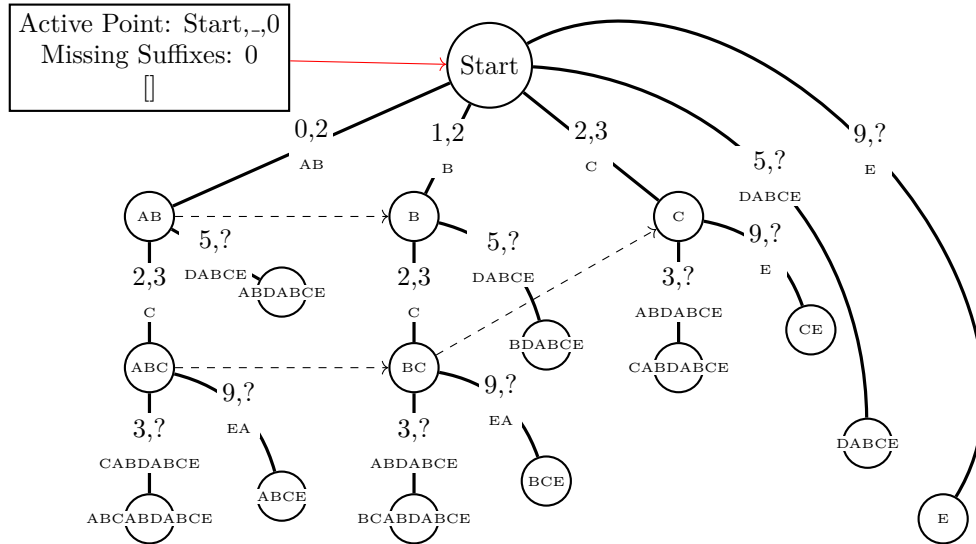 Active Point: Start,_,0
Missing Suffixes: 0
[]
Start
0,2
AB
1,2
B
2,3
C
5,?
DABCE
9,?
E
AB
B
C
5,?
DABCE
5,?
DABCE
9,?
E
2,3
C
2,3
C
3,?
ABDABCE
ABDABCE
BDABCE
CE
ABC
BC
CABDABCE
9,?
EA
9,?
EA
3,?
CABDABCE
3,?
ABDABCE
DABCE
ABCE
BCE
ABCABDABCE
BCABDABCE
E